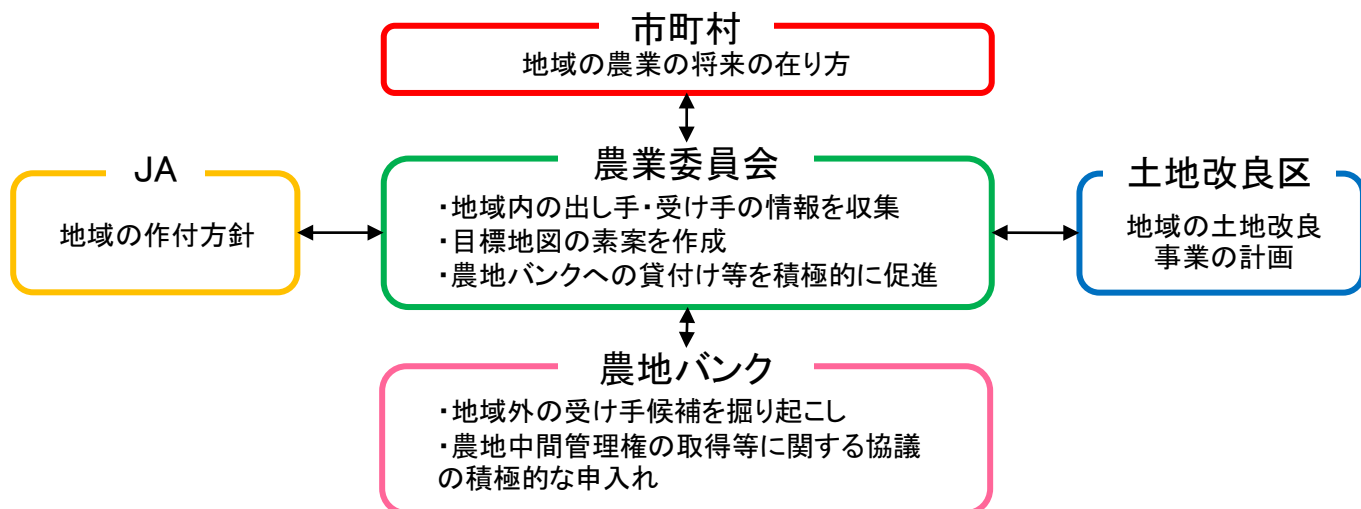 市町村
地域の農業の将来の在り方
農業委員会
・地域内の出し手・受け手の情報を収集
・目標地図の素案を作成
・農地バンクへの貸付け等を積極的に促進
JA
地域の作付方針
土地改良区
地域の土地改良
事業の計画
農地バンク
・地域外の受け手候補を掘り起こし
・農地中間管理権の取得等に関する協議
の積極的な申入れ